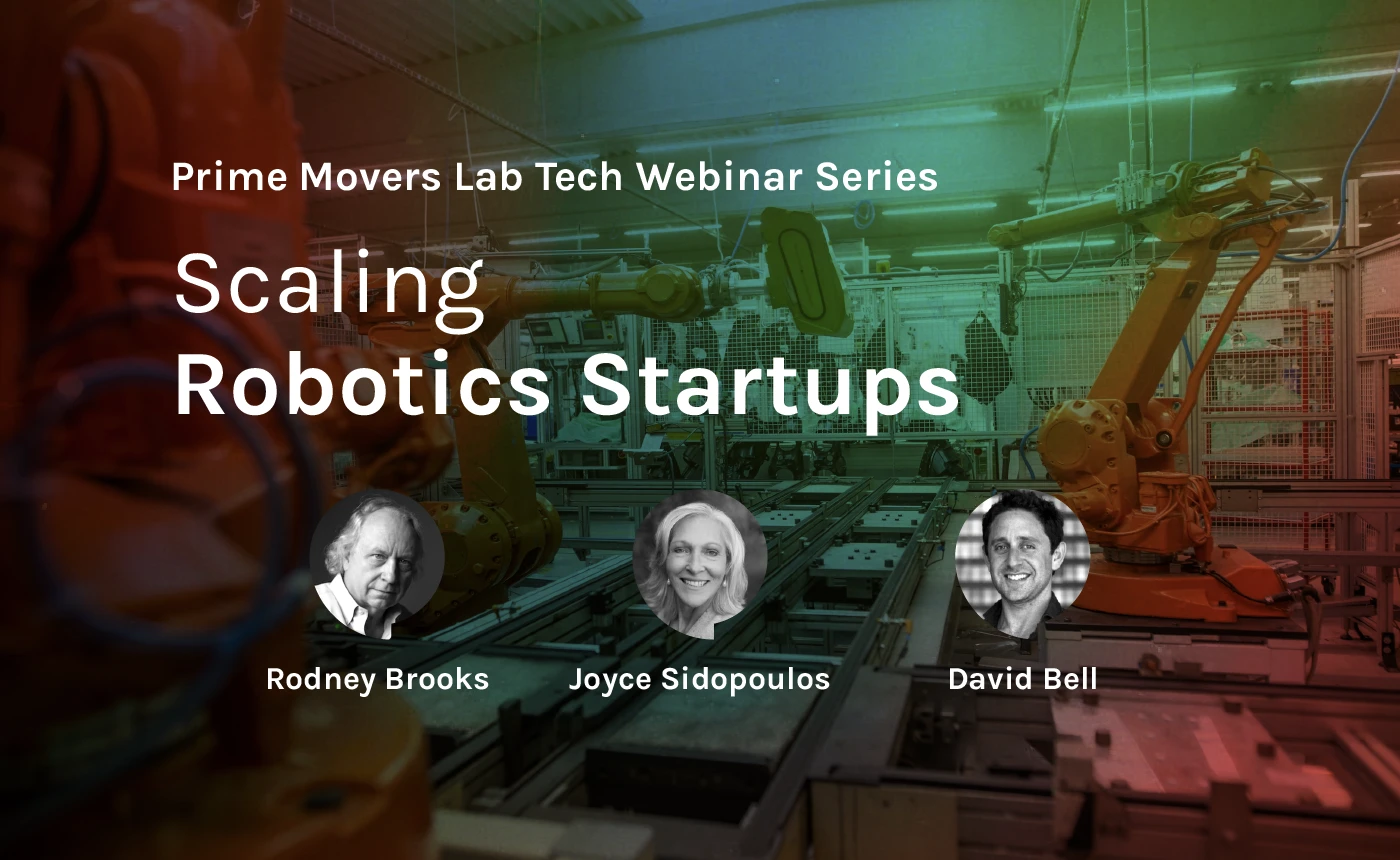 Prime Movers Lab Tech Webinar Series
Scaling
Robotics Startups
Rodney Brooks
Joyce Sidopoulos
David Bell